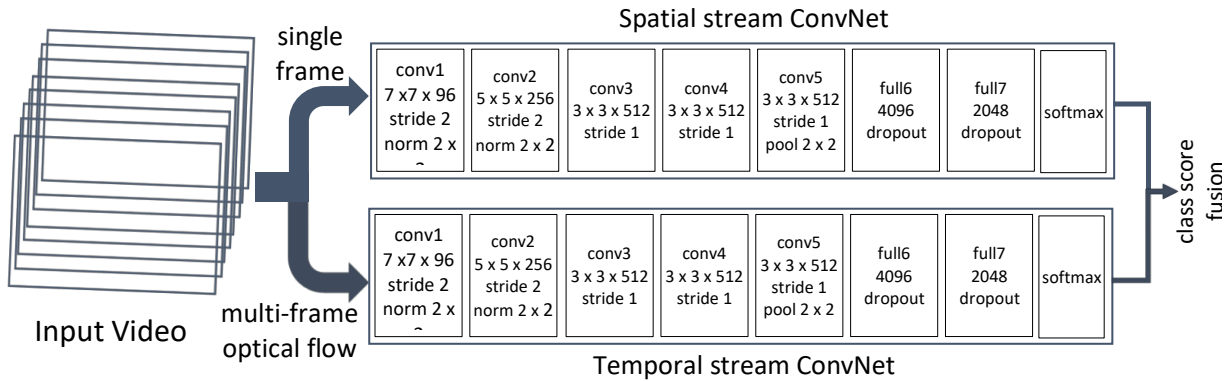 Spatial stream ConvNet
single
frame
conv1
7 x7 x 96
stride 2
norm 2 x
conv2
5 x 5 x 256
stride 2
norm 2 x 2
conv3
3 x 3 x 512
stride 1
conv4
3 x 3 x 512
stride 1
conv5
3 x 3 x 512
stride 1
pool 2 x 2
full6
4096
dropout
full7
2048
dropout
softmax
class score
fusion
Input Video
multi-frame
optical flow
conv1
7 x7 x 96
stride 2
norm 2 x
conv2
5 x 5 x 256
stride 2
norm 2 x 2
conv3
3 x 3 x 512
stride 1
conv4
3 x 3 x 512
stride 1
conv5
3 x 3 x 512
stride 1
pool 2 x 2
full6
4096
dropout
full7
2048
dropout
softmax
Temporal stream ConvNet